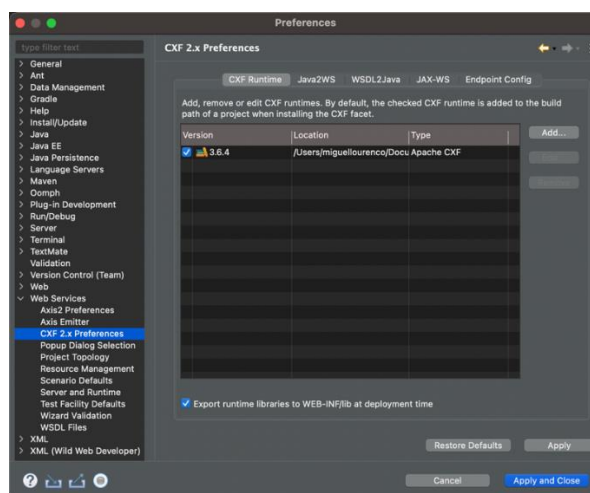 Preferences
type filter text
General
Ant
Data Management
Gradle
Help
Install/Update
Java
Java EE
Java Persistence
Language Servers
Maven
Oomph
Plug-in Development
Run/Debug
Server
Terminal
TextMate
Validation
Version Control (Team)
Web
Web Services
Axis2 Preferences
Axis Emitter
CXF 2.x Preferences
Popup Dialog Selection
Project Topology
Resource Management
Scenario Defaults
Server and Runtime
Test Facility Defaults
Wizard Validation
WSDL Files
XML
XML (Wild Web Developer)
CXF 2.x Preferences
CXF Runtime Java2WS WSDL2Java JAX-WS Endpoint Config
Add, remove or edit CXF runtimes. By default, the checked CXF runtime is added to the build
path of a project when installing the CXF facet.
Version Location Type
3.6.4 /Users/miguellourenco/Docu Apache CXF
Add...
Edit...
Remove
Export runtime libraries to WEB-INF/lib at deployment time
Restore Defaults Apply
Cancel Apply and Close